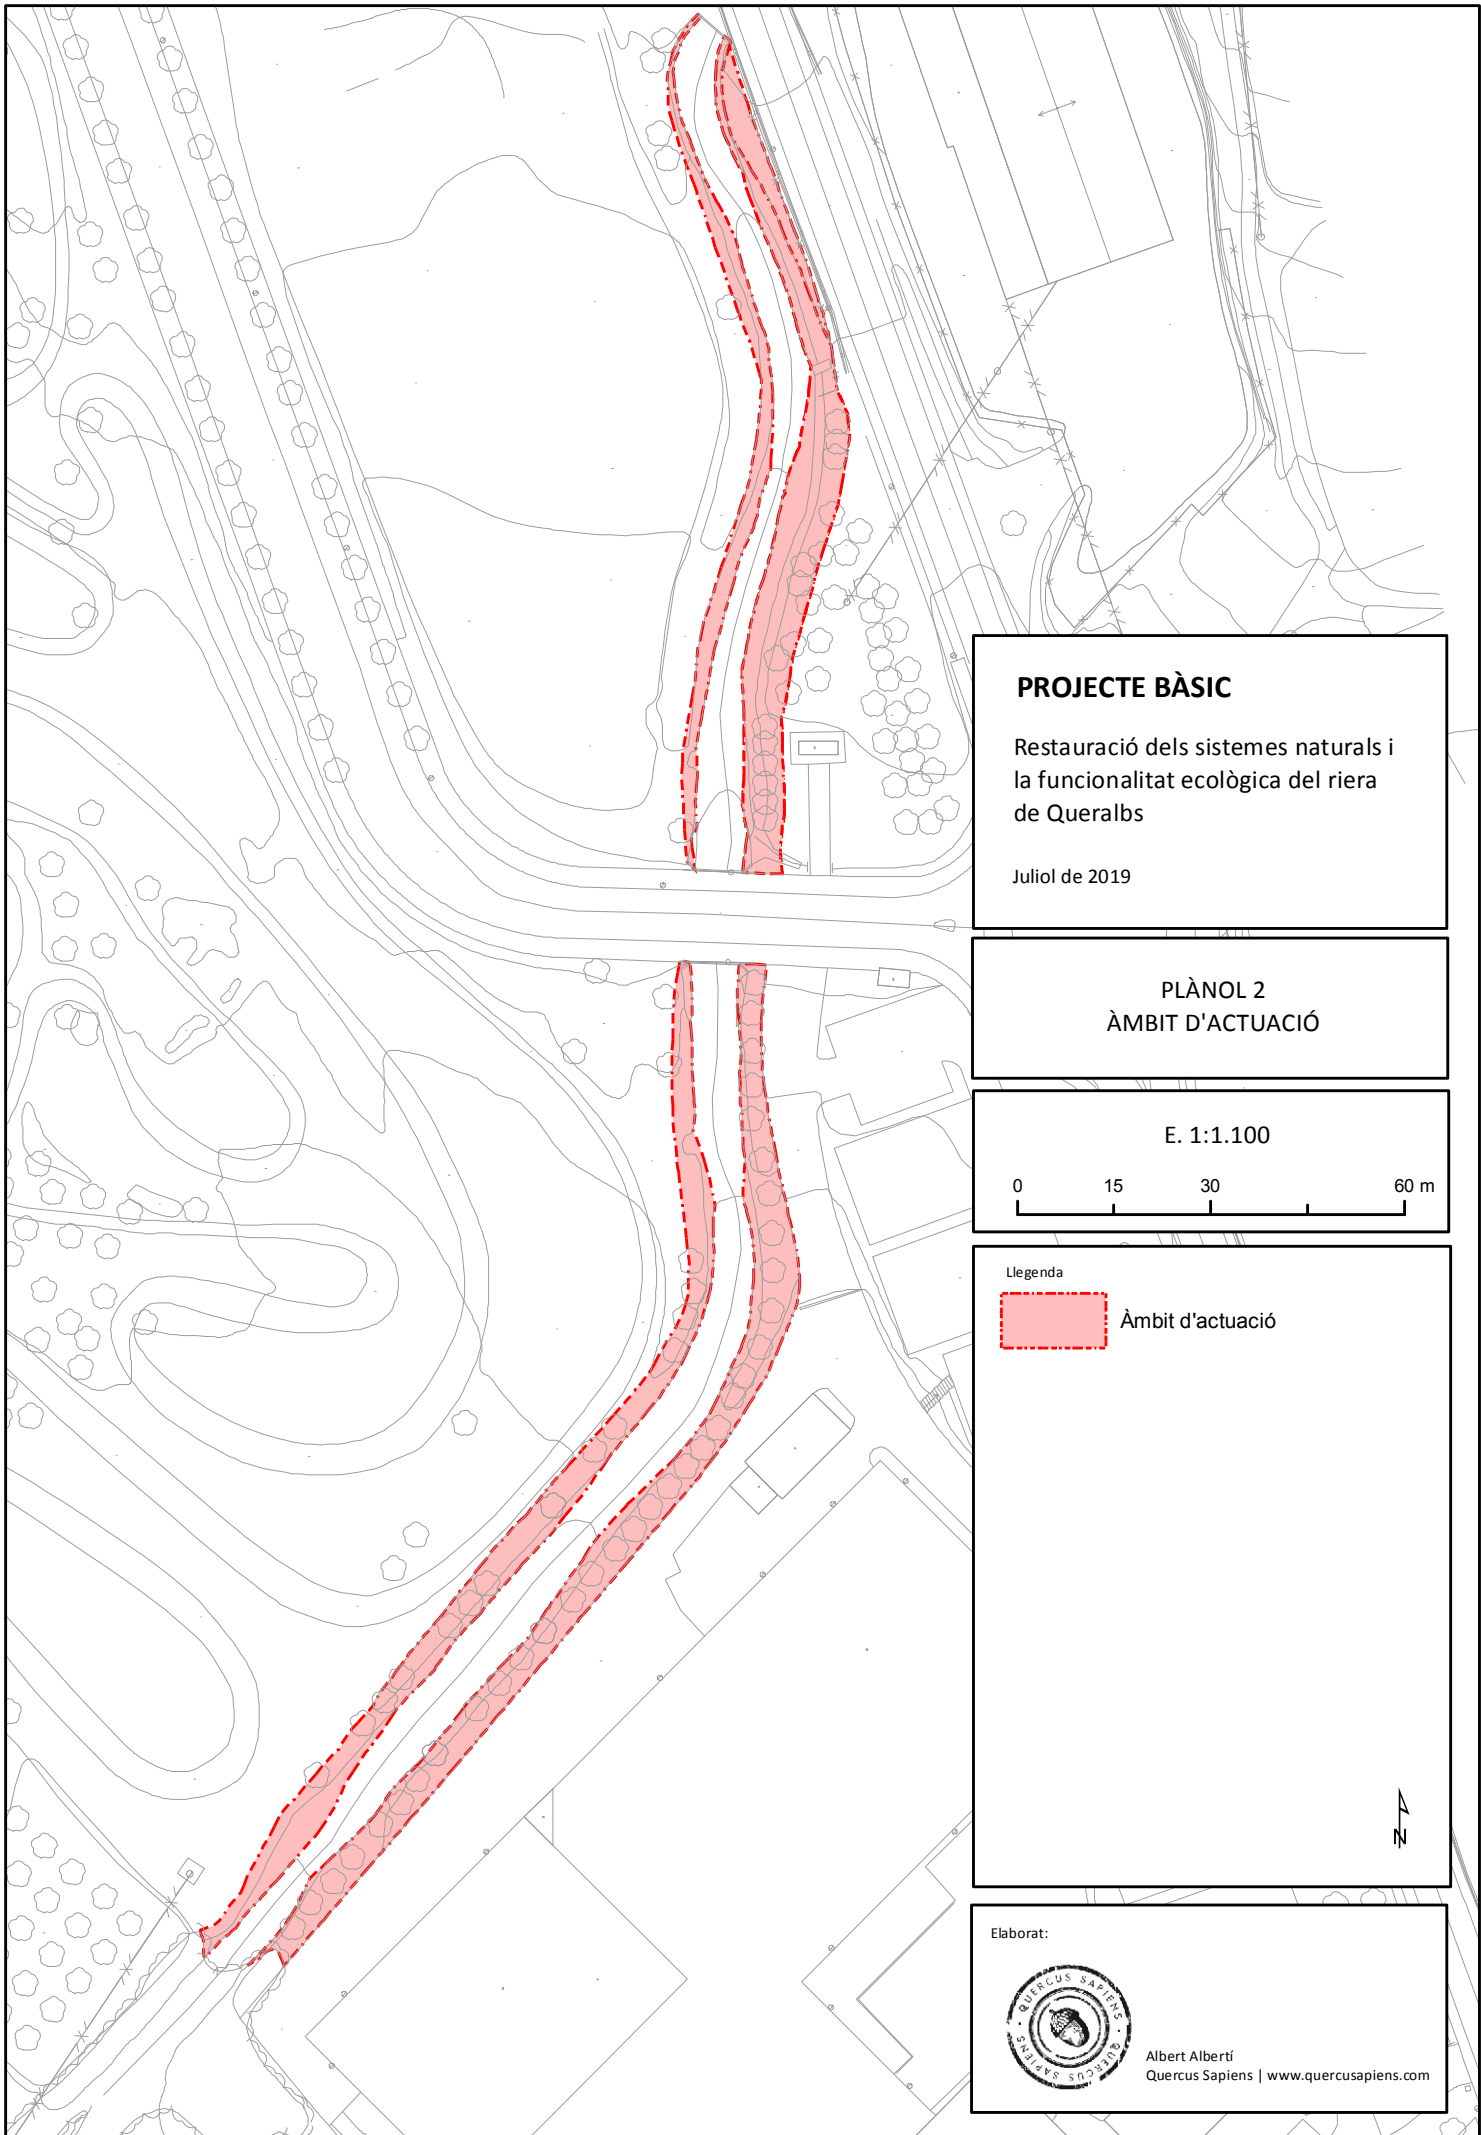 PROJECTE BÀSIC
Restauració dels sistemes naturals i
la funcionalitat ecològica del riera
de Queralbs
Juliol de 2019
PLÀNOL 2
ÀMBIT D'ACTUACIÓ
E. 1:1.100
0 15 30 60 m
Llegenda
Àmbit d'actuació
N
Elaborat:
QUERCUS SAPIENS · QUERCUS SAPIENS ·
Albert Albertí
Quercus Sapiens | www.quercusapiens.com